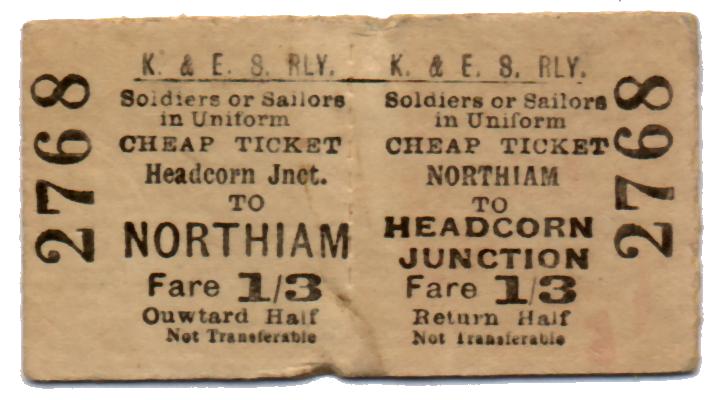 2768
K. & E. S. RLY.
Soldiers or Sailors
in Uniform
CHEAP TICKET
Headcorn Jnct.
TO
NORTHIAM
Fare 1/3
Ouwtard Half
Not Transferable
K. & E. S. RLY.
Soldiers or Sailors
in Uniform
CHEAP TICKET
NORTHIAM
TO
HEADCORN
JUNCTION
Fare 1/3
Return Half
Not Transferable
2768